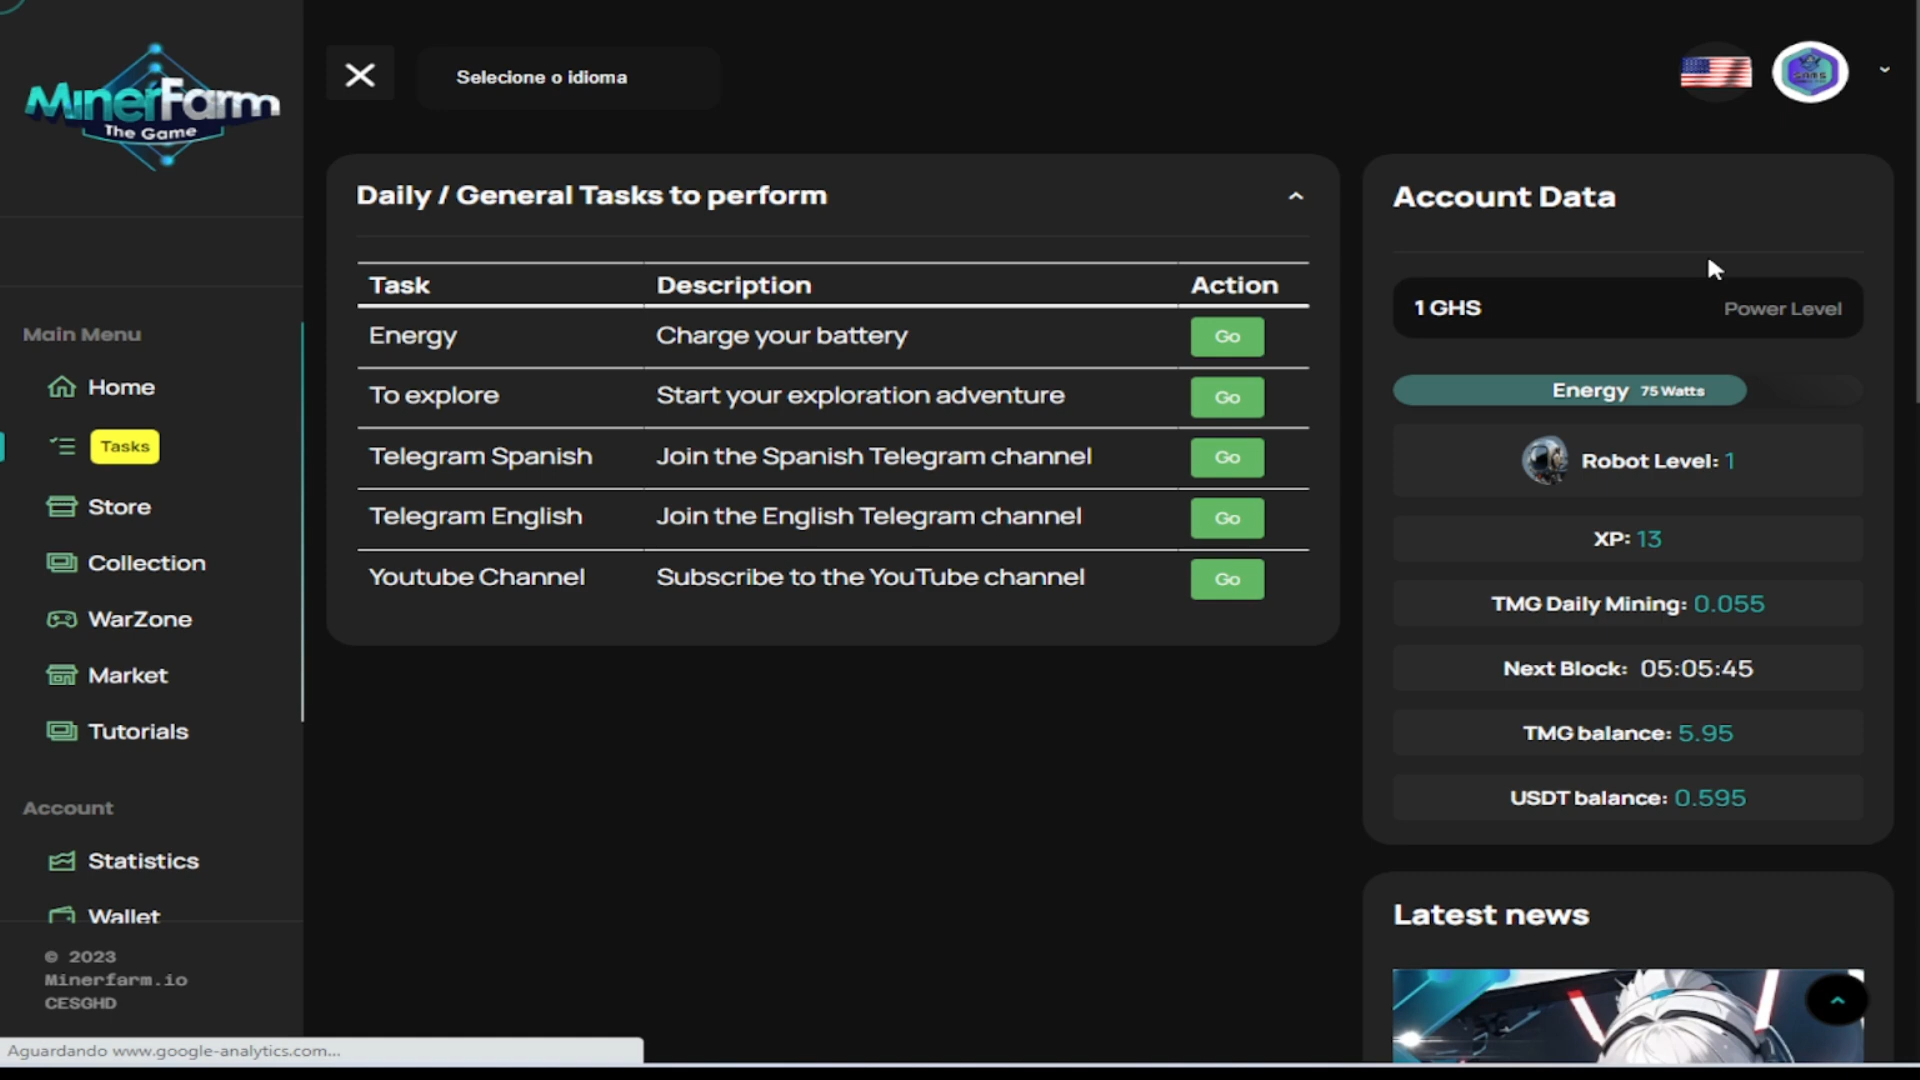 MinerFarm
The Game
Selecione o idioma
GAMS
Main Menu
Home
Tasks
Store
Collection
WarZone
Market
Tutorials
Account
Statistics
Wallet
© 2023
Minerfarm.io
CESGHD
Daily / General Tasks to perform
Task Description Action
Energy Charge your battery Go
To explore Start your exploration adventure Go
Telegram Spanish Join the Spanish Telegram channel Go
Telegram English Join the English Telegram channel Go
Youtube Channel Subscribe to the YouTube channel Go
Account Data
1 GHS Power Level
Energy 75 Watts
Robot Level: 1
XP: 13
TMG Daily Mining: 0.055
Next Block: 05:05:45
TMG balance: 5.95
USDT balance: 0.595
Latest news
Aguardando www.google-analytics.com...